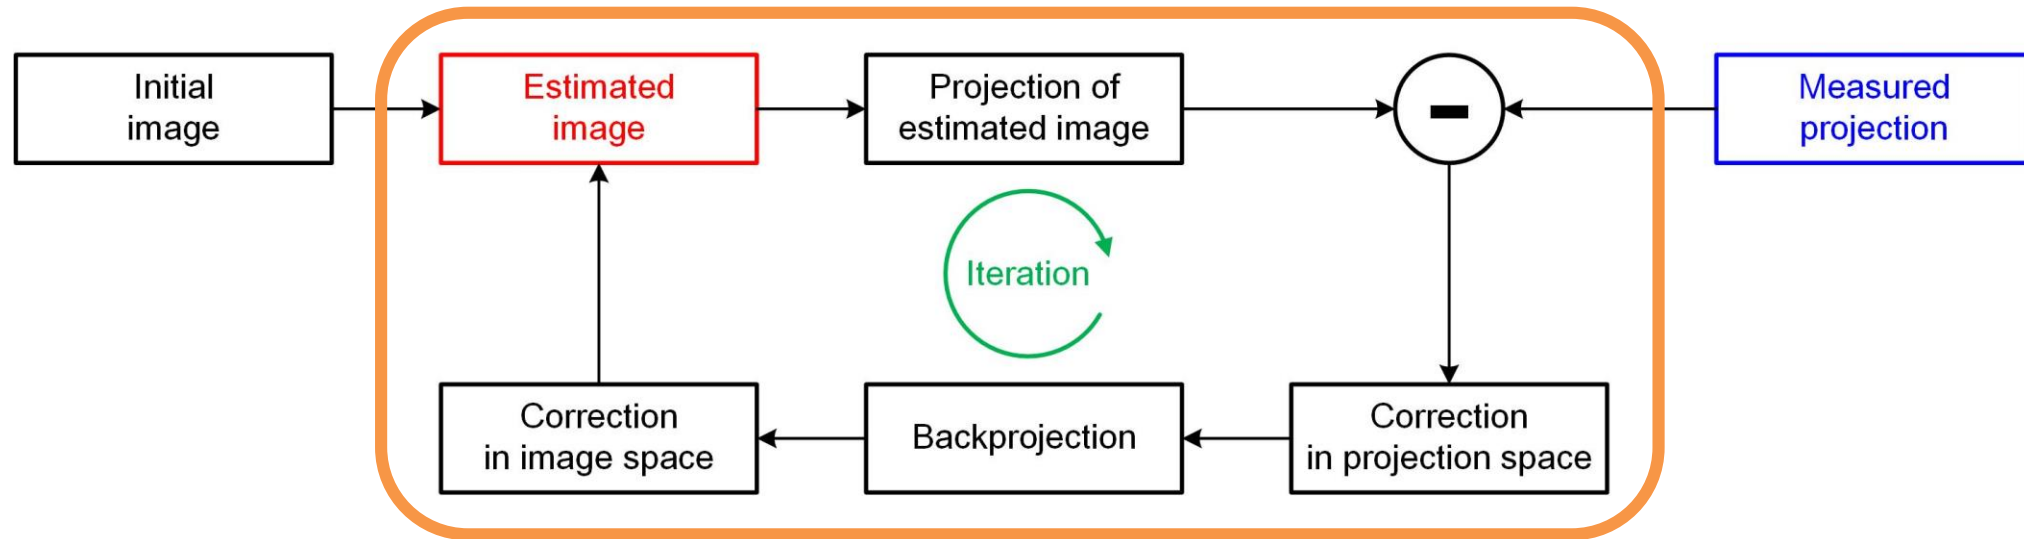 Initial
image
Estimated
image
Projection of
estimated image
-
Measured
projection
Iteration
Correction
in image space
Backprojection
Correction
in projection space